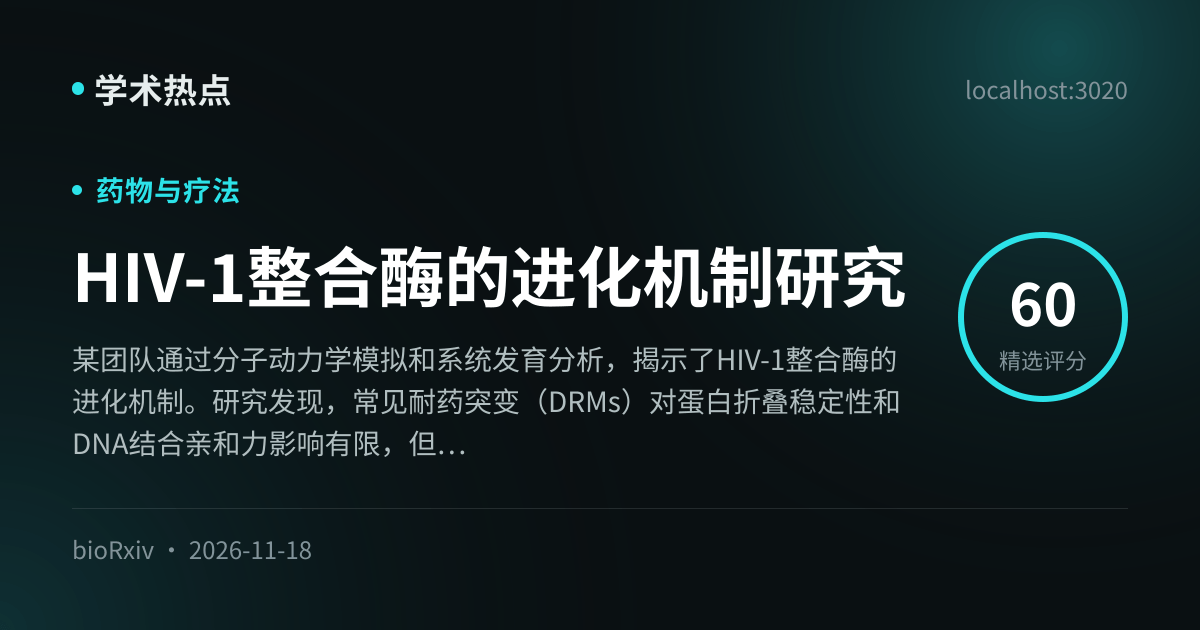 学术热点
localhost:3020
药物与疗法
HIV-1整合酶的进化机制研究
60
精选评分
某团队通过分子动力学模拟和系统发育分析，揭示了HIV-1整合酶的
进化机制。研究发现，常见耐药突变（DRMs）对蛋白折叠稳定性和
DNA结合亲和力影响有限，但…
bioRxiv · 2026-11-18